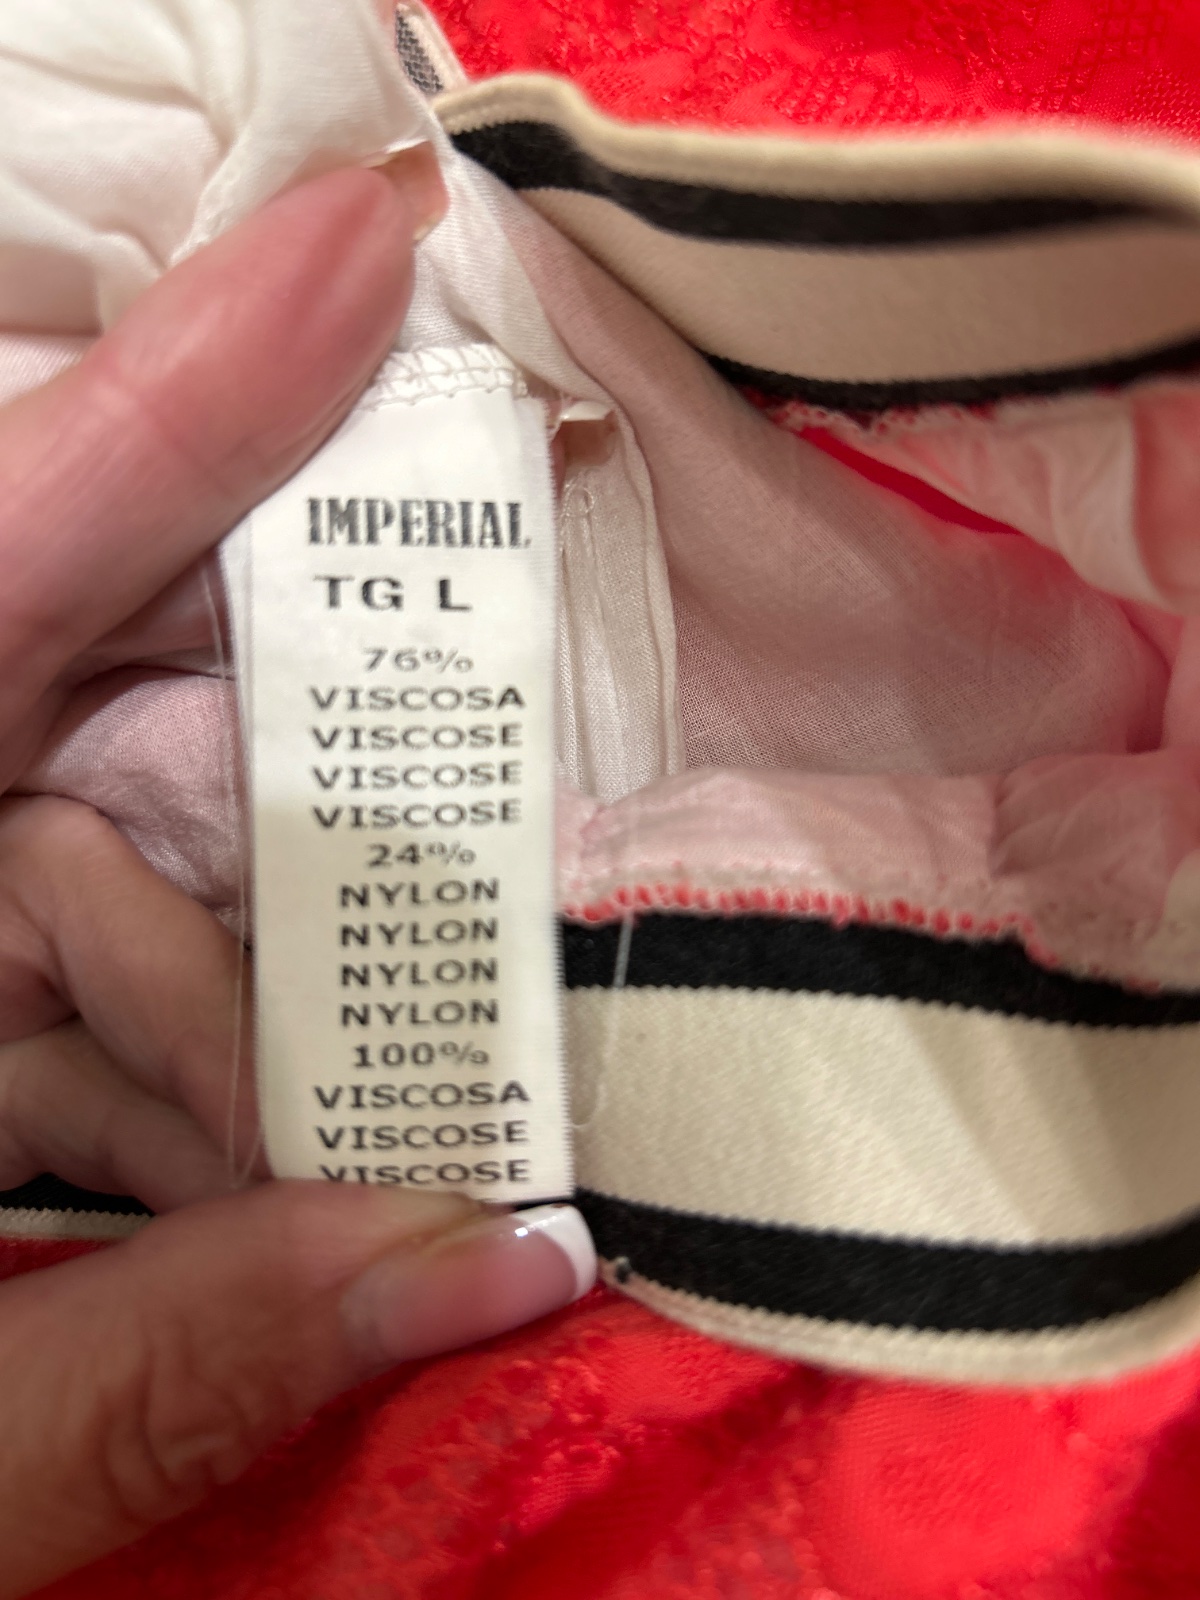 IMPERIAL
TG L
76%
VISCOSA
VISCOSE
VISCOSE
VISCOSE
24%
NYLON
NYLON
NYLON
NYLON
100%
VISCOSA
VISCOSE
VISCOSE